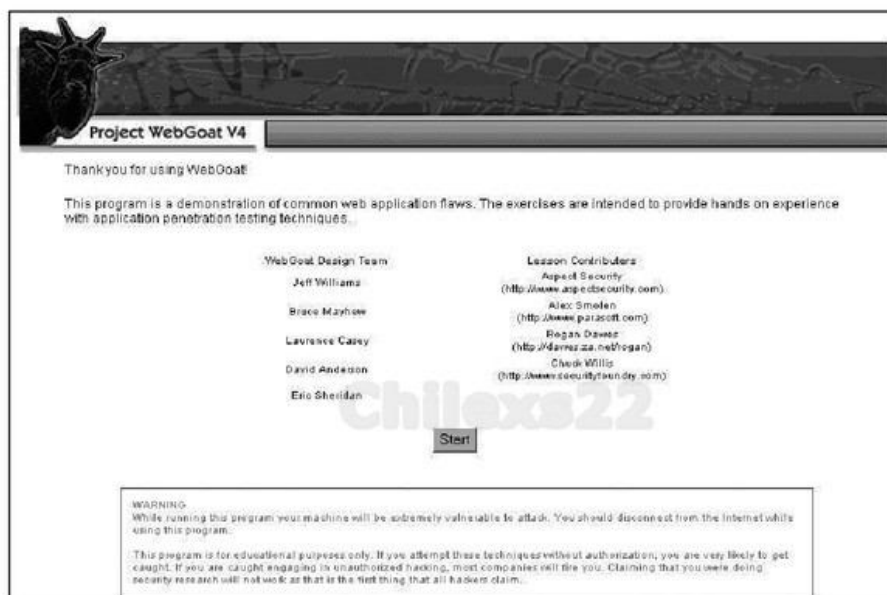 Project WebGoat V4
Thank you for using WebGoat!
This program is a demonstration of common web application flaws. The exercises are intended to provide hands on experience
with application penetration testing techniques.
WebGoat Design Team
Jeff Williams
Bruce Mayhew
Laurence Casey
David Anderson
Eric Sheridan
Lesson Contributers
Aspect Security
(http://www.aspectsecurity.com)
Alex Smolen
(http://www.parasoft.com)
Rogan Dawes
(http://dawes.za.net/rogan)
Chuck Willis
(http://www.securityfoundry.com)
Chilexs22
Start
WARNING
While running this program your machine will be extremely vulnerable to attack. You should disconnect from the Internet while
using this program.
This program is for educational purposes only. If you attempt these techniques without authorization, you are very likely to get
caught. If you are caught engaging in unauthorized hacking, most companies will fire you. Claiming that you were doing
security research will not work as that is the first thing that all hackers claim.